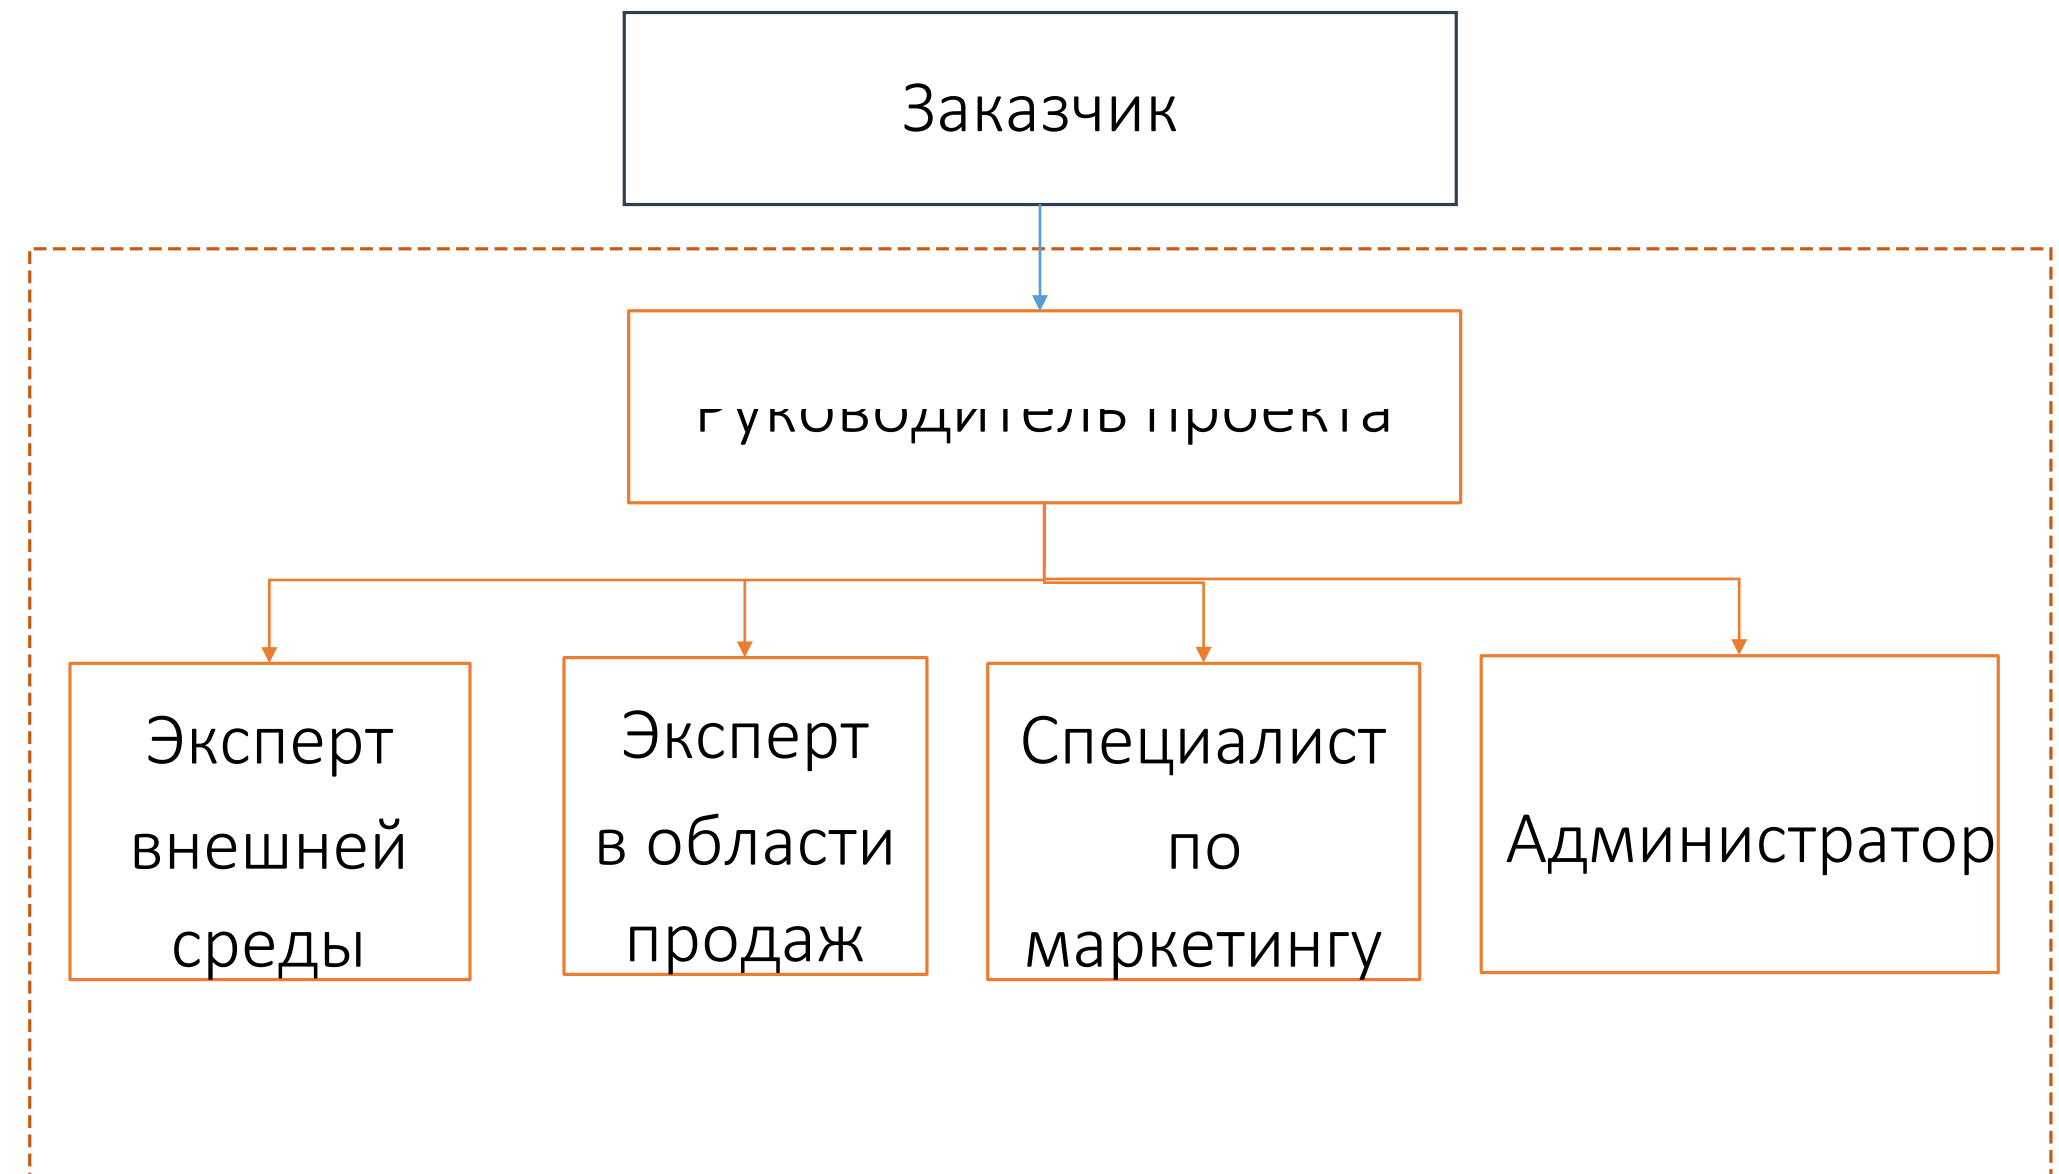 Заказчик
Руководитель проекта
Эксперт
внешней
среды
Эксперт
в области
продаж
Специалист
по
маркетингу
Администратор